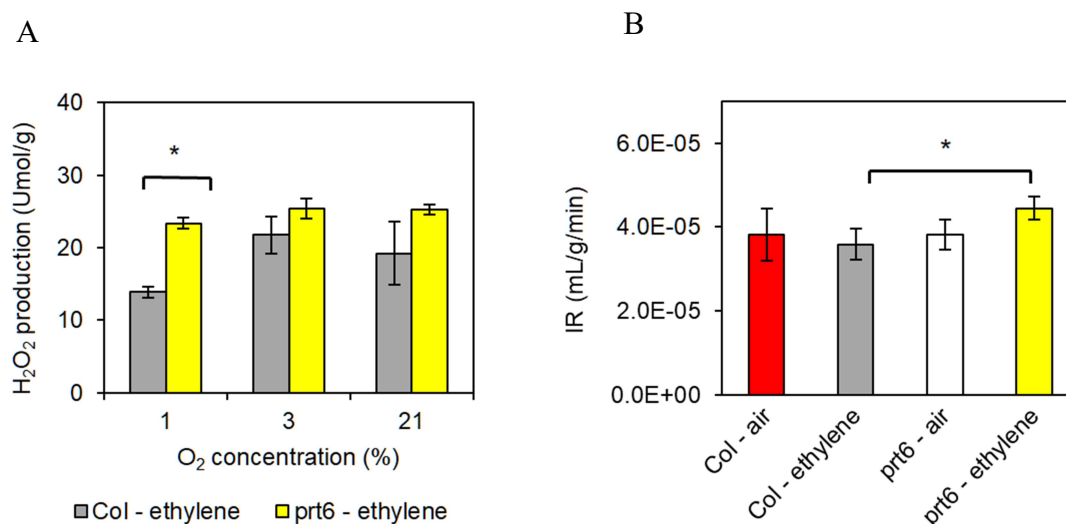 A
H₂O₂ production (Umol/g)
40
30
20
10
0
*
1 3 21
O₂ concentration (%)
Col - ethylene prt6 - ethylene
B
IR (mL/g/min)
6.0E-05
4.0E-05
2.0E-05
0.0E+00
*
Col - air
Col - ethylene
prt6 - air
prt6 - ethylene